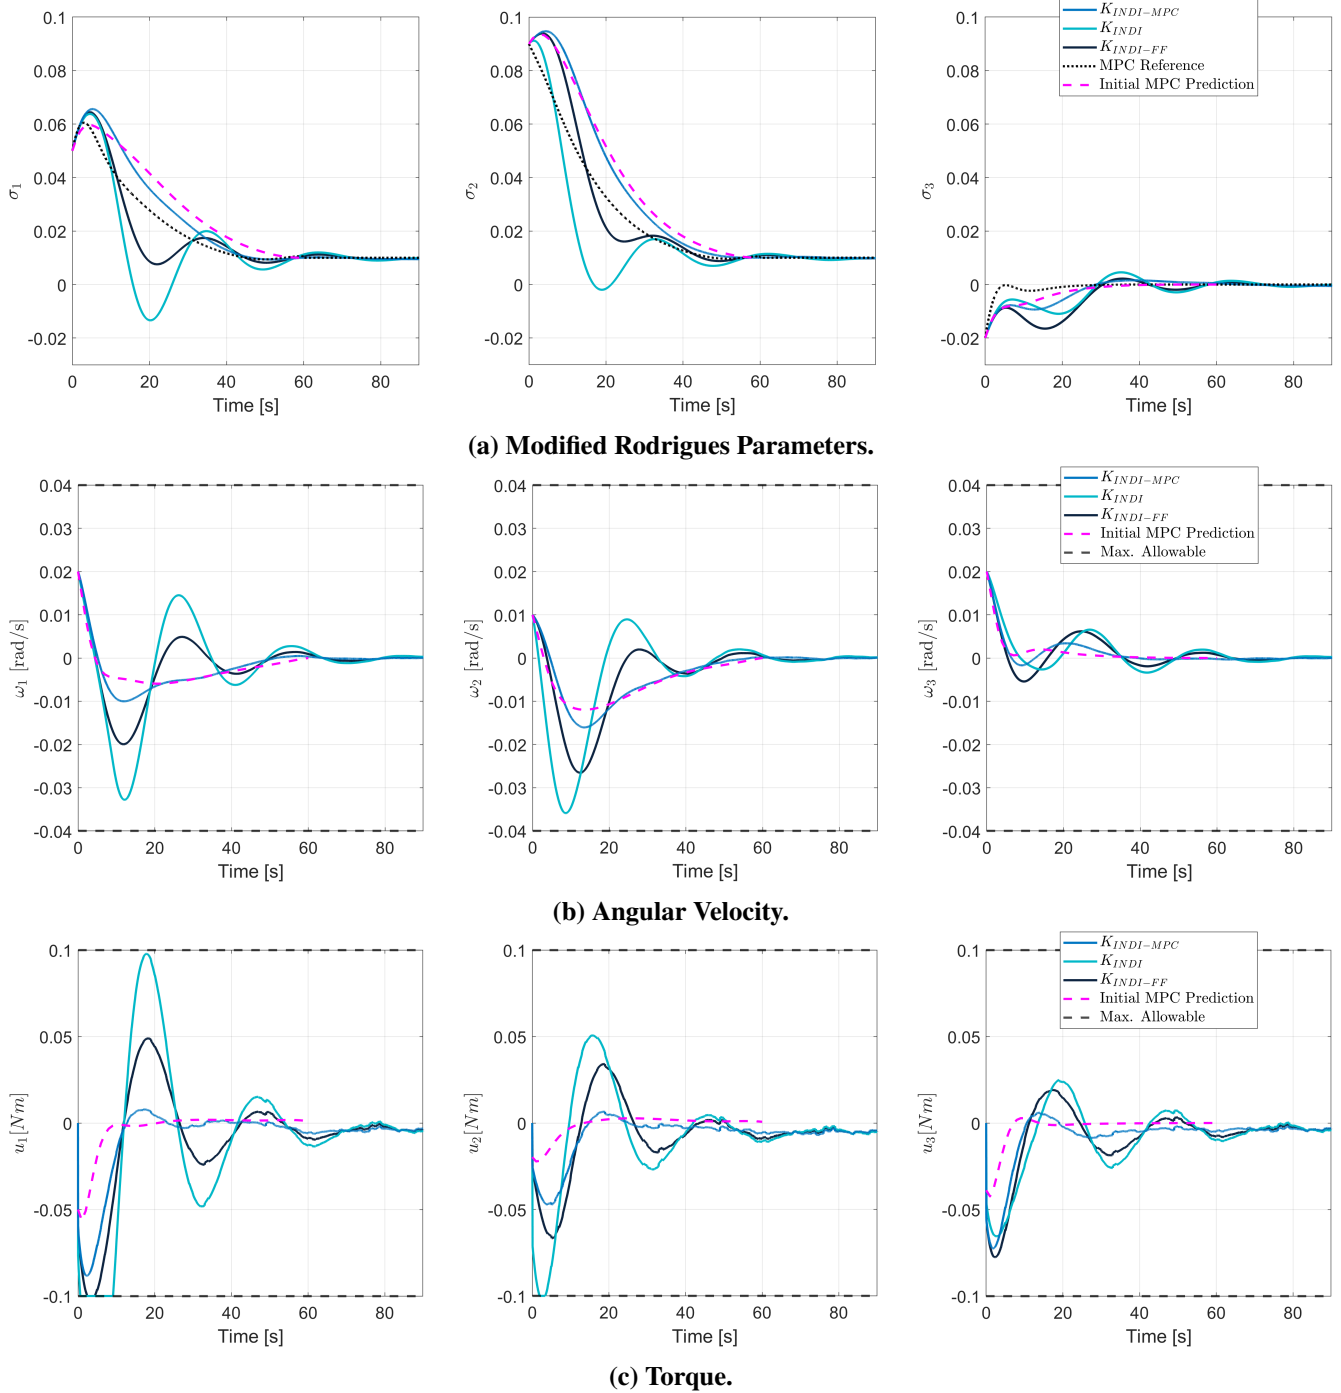 0.1
0.08
0.06
0.04
0.02
0
-0.02
σ1
0 20 40 60 80
Time [s]
0.1
0.08
0.06
0.04
0.02
0
-0.02
σ2
0 20 40 60 80
Time [s]
0.1
0.08
0.06
0.04
0.02
0
-0.02
σ3
0 20 40 60 80
Time [s]
K INDI−MPC
K INDI
K INDI−FF
MPC Reference
Initial MPC Prediction
(a) Modified Rodrigues Parameters.
0.04
0.03
0.02
0.01
0
-0.01
-0.02
-0.03
-0.04
ω1 [rad/s]
0 20 40 60 80
Time [s]
0.04
0.03
0.02
0.01
0
-0.01
-0.02
-0.03
-0.04
ω2 [rad/s]
0 20 40 60 80
Time [s]
0.04
0.03
0.02
0.01
0
-0.01
-0.02
-0.03
-0.04
ω3 [rad/s]
0 20 40 60 80
Time [s]
K INDI−MPC
K INDI
K INDI−FF
Initial MPC Prediction
Max. Allowable
(b) Angular Velocity.
0.1
0.05
0
-0.05
-0.1
u1[Nm]
0 20 40 60 80
Time [s]
0.1
0.05
0
-0.05
-0.1
u2[Nm]
0 20 40 60 80
Time [s]
0.1
0.05
0
-0.05
-0.1
u3[Nm]
0 20 40 60 80
Time [s]
K INDI−MPC
K INDI
K INDI−FF
Initial MPC Prediction
Max. Allowable
(c) Torque.